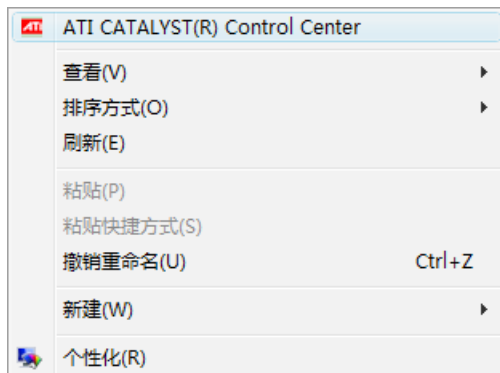 ATI CATALYST(R) Control Center
查看(V)
排序方式(O)
刷新(E)
粘贴(P)
粘贴快捷方式(S)
撤销重命名(U) Ctrl+Z
新建(W)
个性化(R)